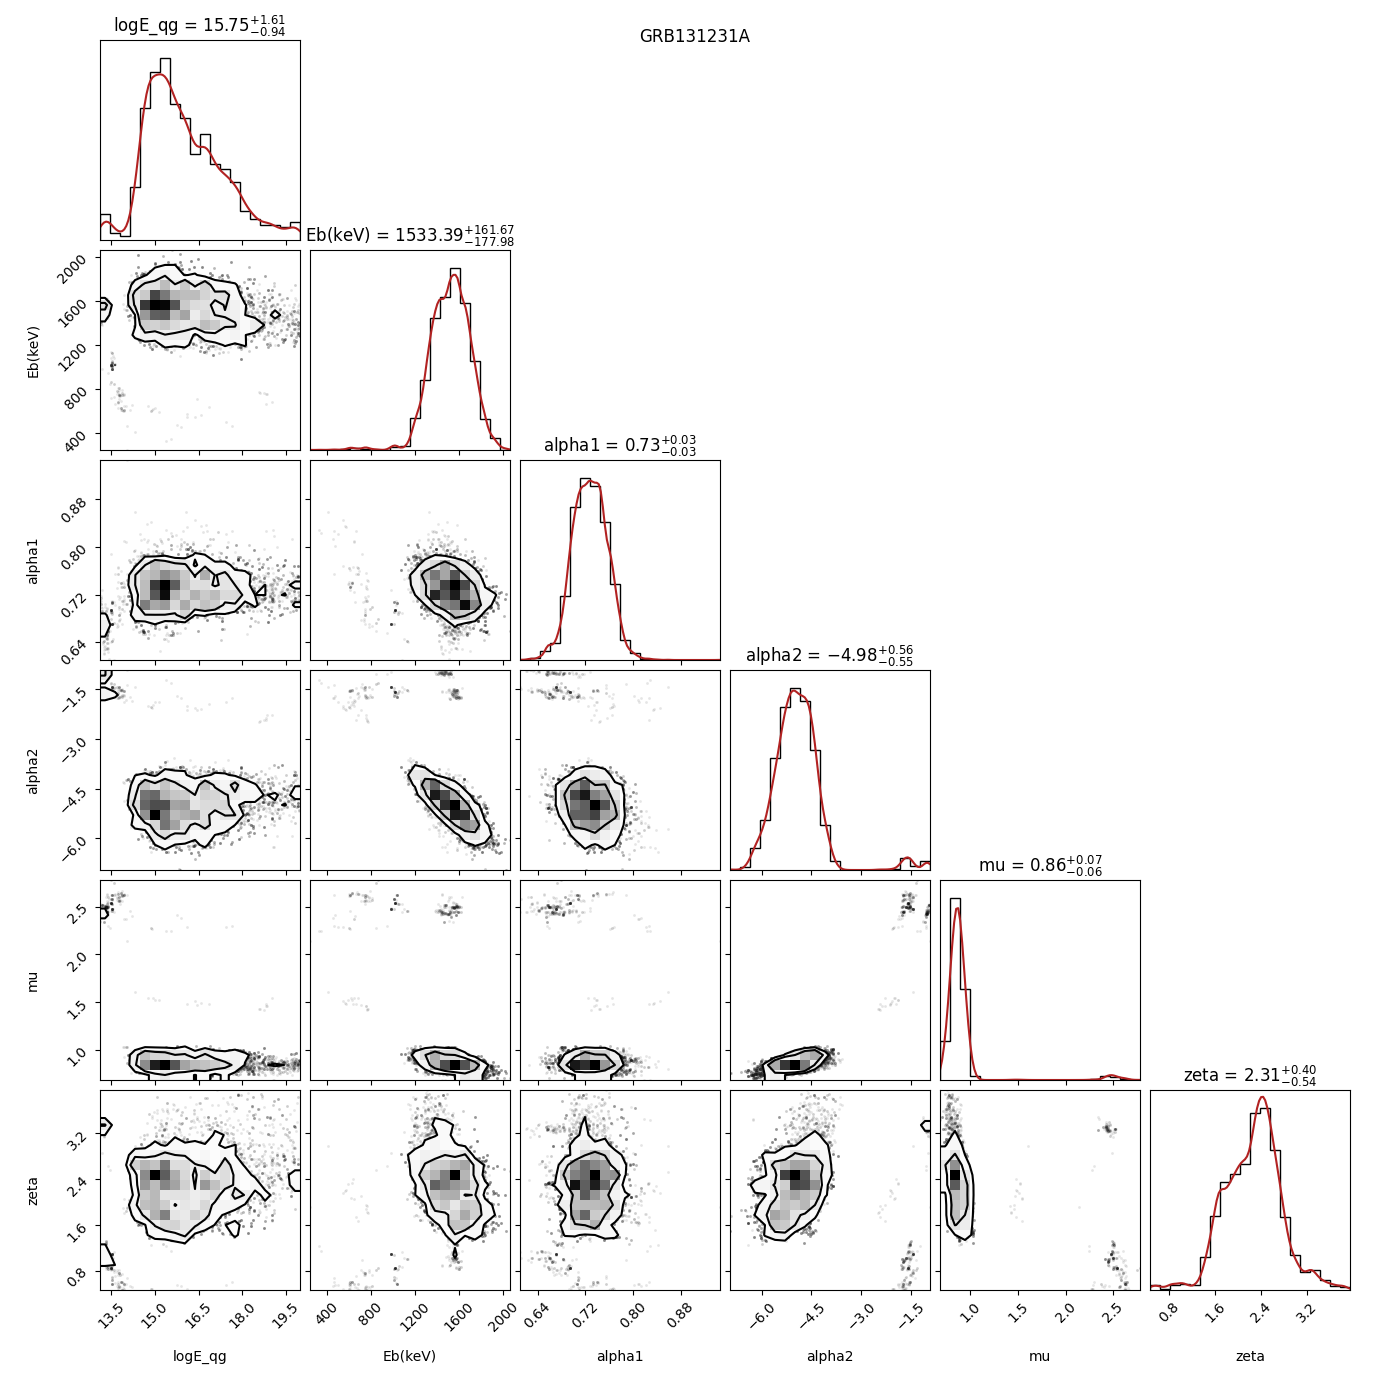 GRB131231A
logE_qg = 15.75+1.61 −0.94
Eb(keV) = 1533.39+161.67 −177.98
2000
1600
1200
800
400
Eb(keV)
alpha1 = 0.73+0.03 −0.03
0.88
0.80
0.72
0.64
alpha1
alpha2 = −4.98+0.56 −0.55
−1.5
−3.0
−4.5
−6.0
alpha2
mu = 0.86+0.07 −0.06
2.5
2.0
1.5
1.0
mu
zeta = 2.31+0.40 −0.54
3.2
2.4
1.6
0.8
zeta
13.5 15.0 16.5 18.0 19.5 400 800 1200 1600 2000 0.64 0.72 0.80 0.88 −6.0 −4.5 −3.0 −1.5 1.0 1.5 2.0 2.5 0.8 1.6 2.4 3.2
logE_qg Eb(keV) alpha1 alpha2 mu zeta